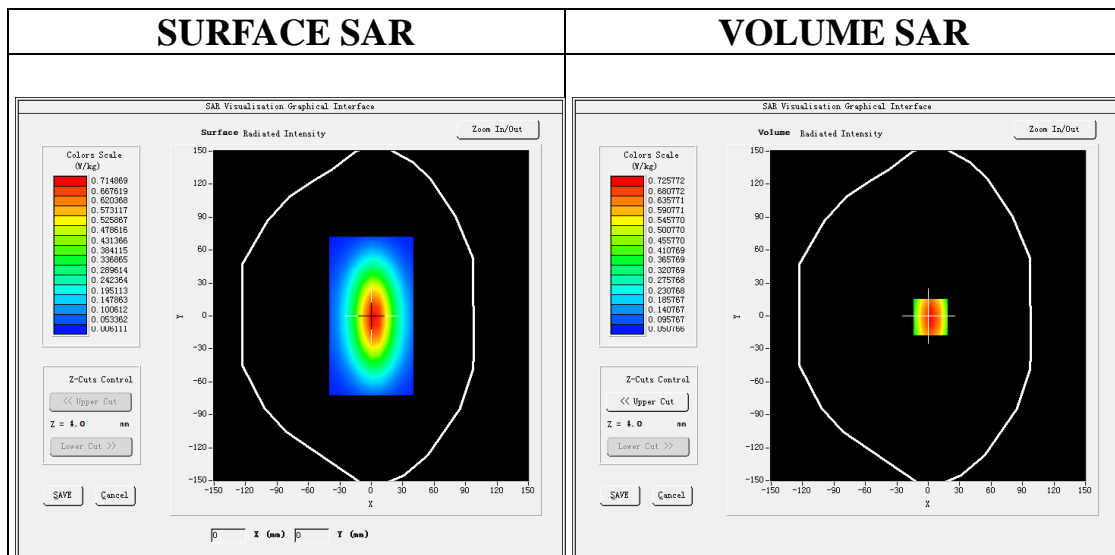 SURFACE SAR
VOLUME SAR
SAR Visualisation Graphical Interface
Surface Radiated Intensity
Zoom In/Out
Colors Scale
(W/kg)
0.714869
0.667619
0.620368
0.573117
0.525867
0.478616
0.431366
0.384115
0.336865
0.289614
0.242364
0.195113
0.147863
0.100612
0.053362
0.006111
150
120
90
60
30
0
-30
-60
-90
-120
-150
Y
-150 -120 -90 -60 -30 0 30 60 90 120 150
X
Z-Cuts Control
<< Upper Cut
Z = 4.0 mm
Lower Cut >>
SAVE Cancel
0 X (mm) 0 Y (mm)
SAR Visualisation Graphical Interface
Volume Radiated Intensity
Zoom In/Out
Colors Scale
(W/kg)
0.725772
0.680772
0.635771
0.590771
0.545770
0.500770
0.455770
0.410769
0.365769
0.320769
0.275768
0.230768
0.185767
0.140767
0.095767
0.050766
150
120
90
60
30
0
-30
-60
-90
-120
-150
Y
-150 -120 -90 -60 -30 0 30 60 90 120 150
X
Z-Cuts Control
<< Upper Cut
Z = 4.0 mm
Lower Cut >>
SAVE Cancel